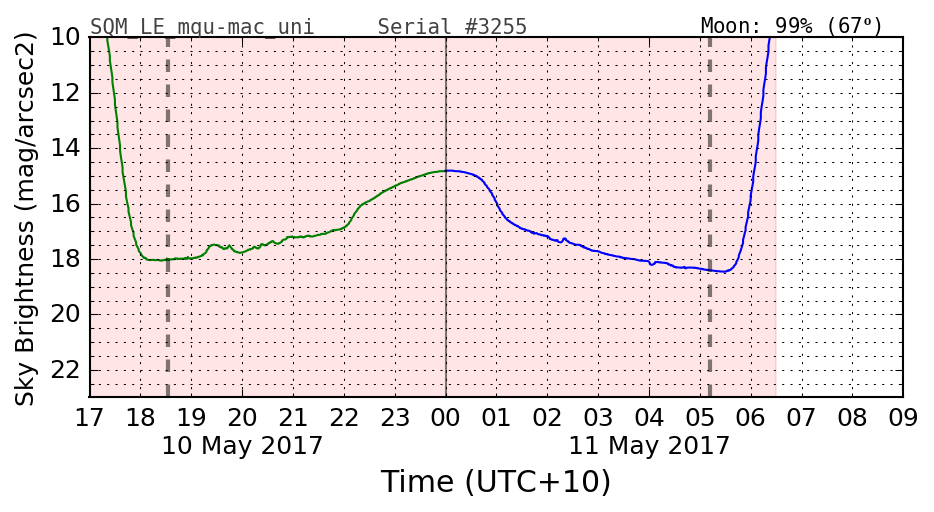 SQM_LE_mqu-mac_uni Serial #3255 Moon: 99% (67º)
10
12
14
16
18
20
22
Sky Brightness (mag/arcsec2)
17 18 19 20 21 22 23 00 01 02 03 04 05 06 07 08 09
10 May 2017 11 May 2017
Time (UTC+10)